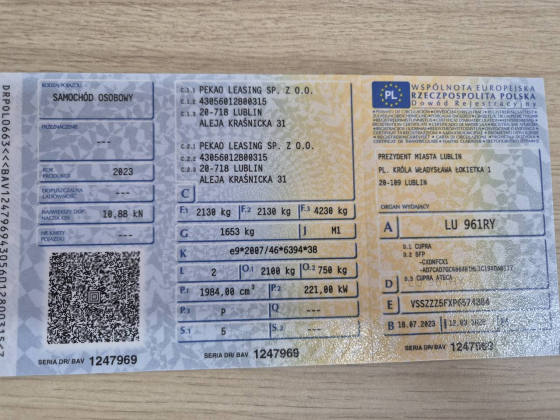 RODZAJ POJAZDU
SAMOCHÓD OSOBOWY
PRZEZNACZENIE
---
ROK PRODUKCJI
2023
DOPUSZCZALNA ŁADOWNOŚĆ
---
NAJWIĘKSZY DOP.
10,88 kN
NR KARTY POJAZDU
---
SERIA DR/BAV 1247969
C.1.1 PEKAO LEASING SP. Z O.O.
C.1.2 43056012800315
C.1.3 20-718 LUBLIN
ALEJA KRAŚNICKA 31
C.2.1 PEKAO LEASING SP. Z O.O.
C.2.2 43056012800315
C.2.3 20-718 LUBLIN
ALEJA KRAŚNICKA 31
C
F.1 2130 kg F.2 2130 kg F.3 4230 kg
G 1653 kg J M1
K e9*2007/46*6394*38
L 2 O.1 2100 kg O.2 750 kg
P.1 1984,00 cm³ P.2 221,00 kW
P.3 P Q ---
S.1 5 S.2 ---
SERIA DR/BAV 1247969
PL
WSPÓLNOTA EUROPEJSKA
RZECZPOSPOLITA POLSKA
Dowód Rejestracyjny
PREZYDENT MIASTA LUBLIN
PL. KRÓLA WŁADYSŁAWA ŁOKIETKA 1
20-109 LUBLIN
ORGAN WYDAJĄCY
A LU 961RY
D.1 CUPRA
D.2 5FP
D.3 CUPRA ATECA
D
E
B 18.07.2023
SERIA DR/BAV 1247969